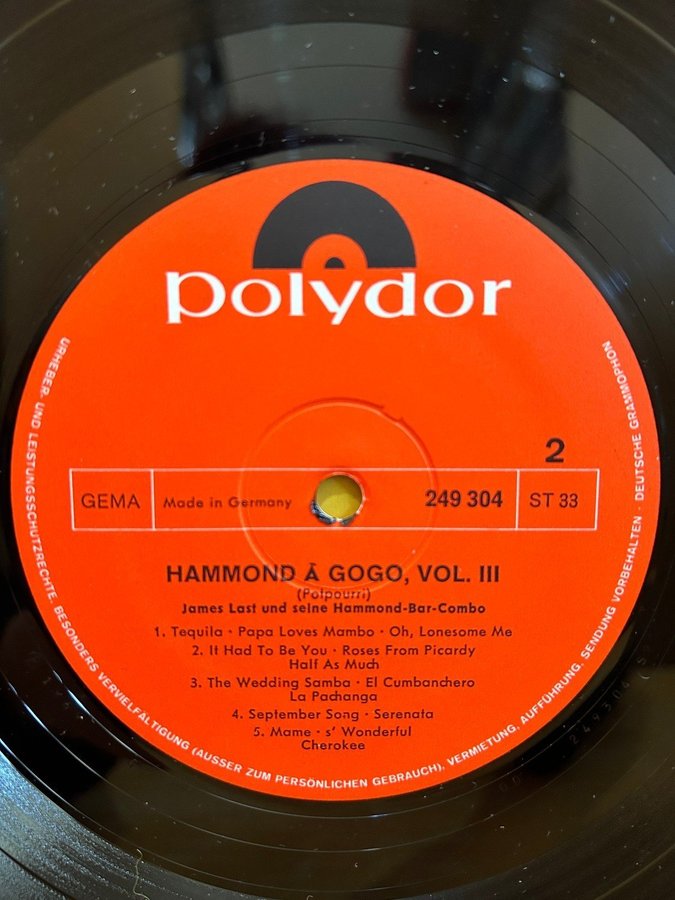 polydor
2
GEMA
Made in Germany
249 304
ST 33
HAMMOND Á GOGO, VOL. III
(Potpourri)
James Last und seine Hammond-Bar-Combo
1. Tequila · Papa Loves Mambo · Oh, Lonesome Me
2. It Had To Be You · Roses From Picardy
Half As Much
3. The Wedding Samba · El Cumbanchero
La Pachanga
4. September Song · Serenata
5. Mame · s' Wonderful
Cherokee
URHEBER- UND LEISTUNGSSCHUTZRECHTE, BESONDERS VERVIELFÄLTIGUNG (AUSSER ZUM PERSÖNLICHEN GEBRAUCH), VERMIETUNG, AUFFÜHRUNG, SENDUNG VORBEHALTEN · DEUTSCHE GRAMMOPHON
249304 S